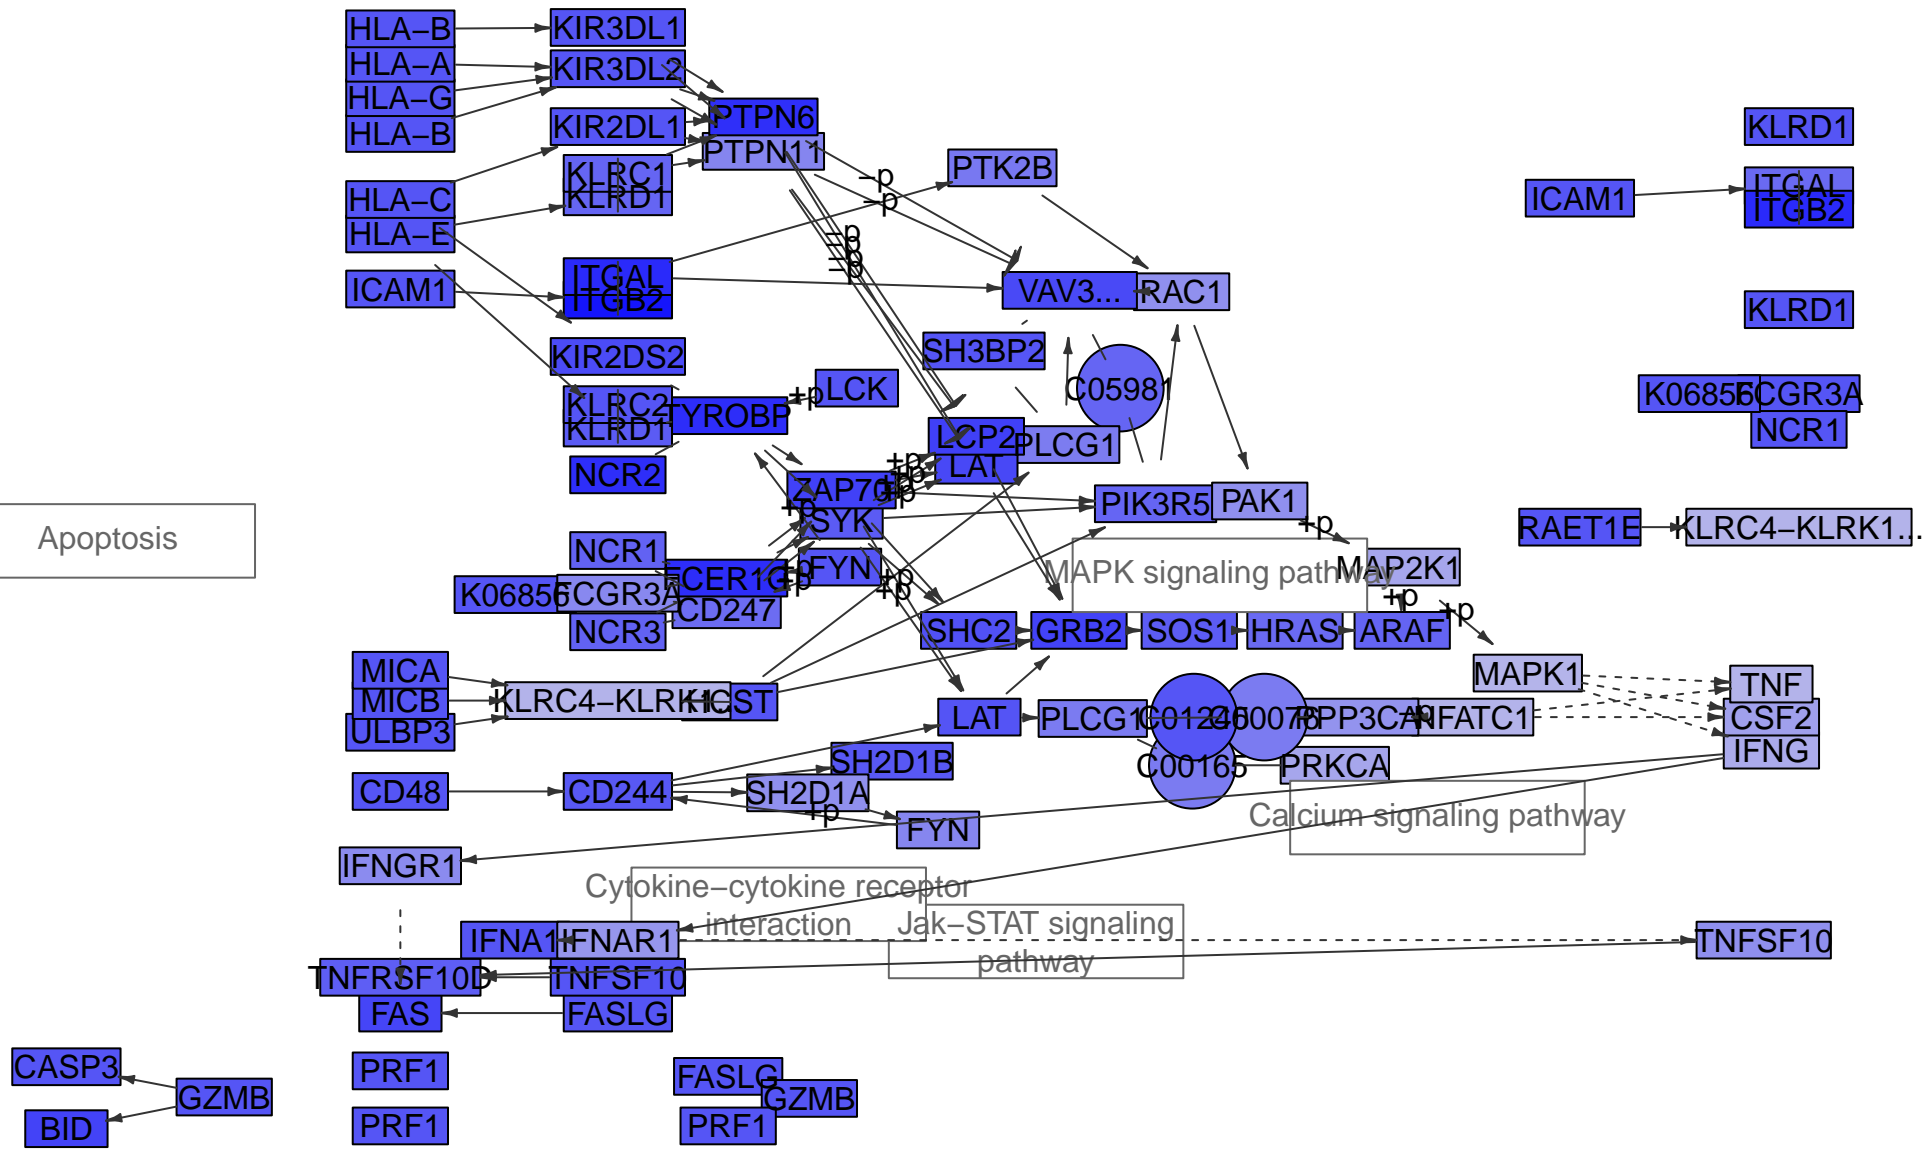 HLA−B
KIR3DL1
HLA−A
KIR3DL2
HLA−G
HLA−B
KIR2DL1
PTPN6
PTPN11
KLRC1
KLRD1
PTK2B
−p
−p
KLRD1
ICAM1
ITGAL
ITGB2
HLA−C
HLA−E
−p
−p
−p
−p
ICAM1
ITGAL
ITGB2
VAV3...
RAC1
KLRD1
KIR2DS2
SH3BP2
LCK
+p
C05981
KLRC2
KLRD1
TYROBP
K06856
FCGR3A
NCR1
LCP2
PLCG1
LAT
NCR2
ZAP70
+p
+p
+p
+p
SYK
+p
PIK3R5
PAK1
+p
RAET1E
KLRC4−KLRK1...
Apoptosis
NCR1
FCER1G
FYN
+p
+p
+p
+p
MAPK signaling pathway
MAP2K1
K06856
FCGR3A
CD247
NCR3
+p
+p
SHC2
GRB2
SOS1
HRAS
ARAF
MICA
MICB
ULBP3
KLRC4−KLRK1...
HCST
MAPK1
TNF
CSF2
IFNG
LAT
PLCG1
C01245
C00076
C00165
PPP3CA
NFATC1
PRKCA
SH2D1B
CD48
CD244
SH2D1A
+p
FYN
Calcium signaling pathway
IFNGR1
Cytokine−cytokine receptor
interaction
Jak−STAT signaling
pathway
IFNA1
IFNAR1
TNFSF10
TNFRSF10D
TNFSF10
FAS
FASLG
CASP3
GZMB
BID
PRF1
PRF1
FASLG
GZMB
PRF1